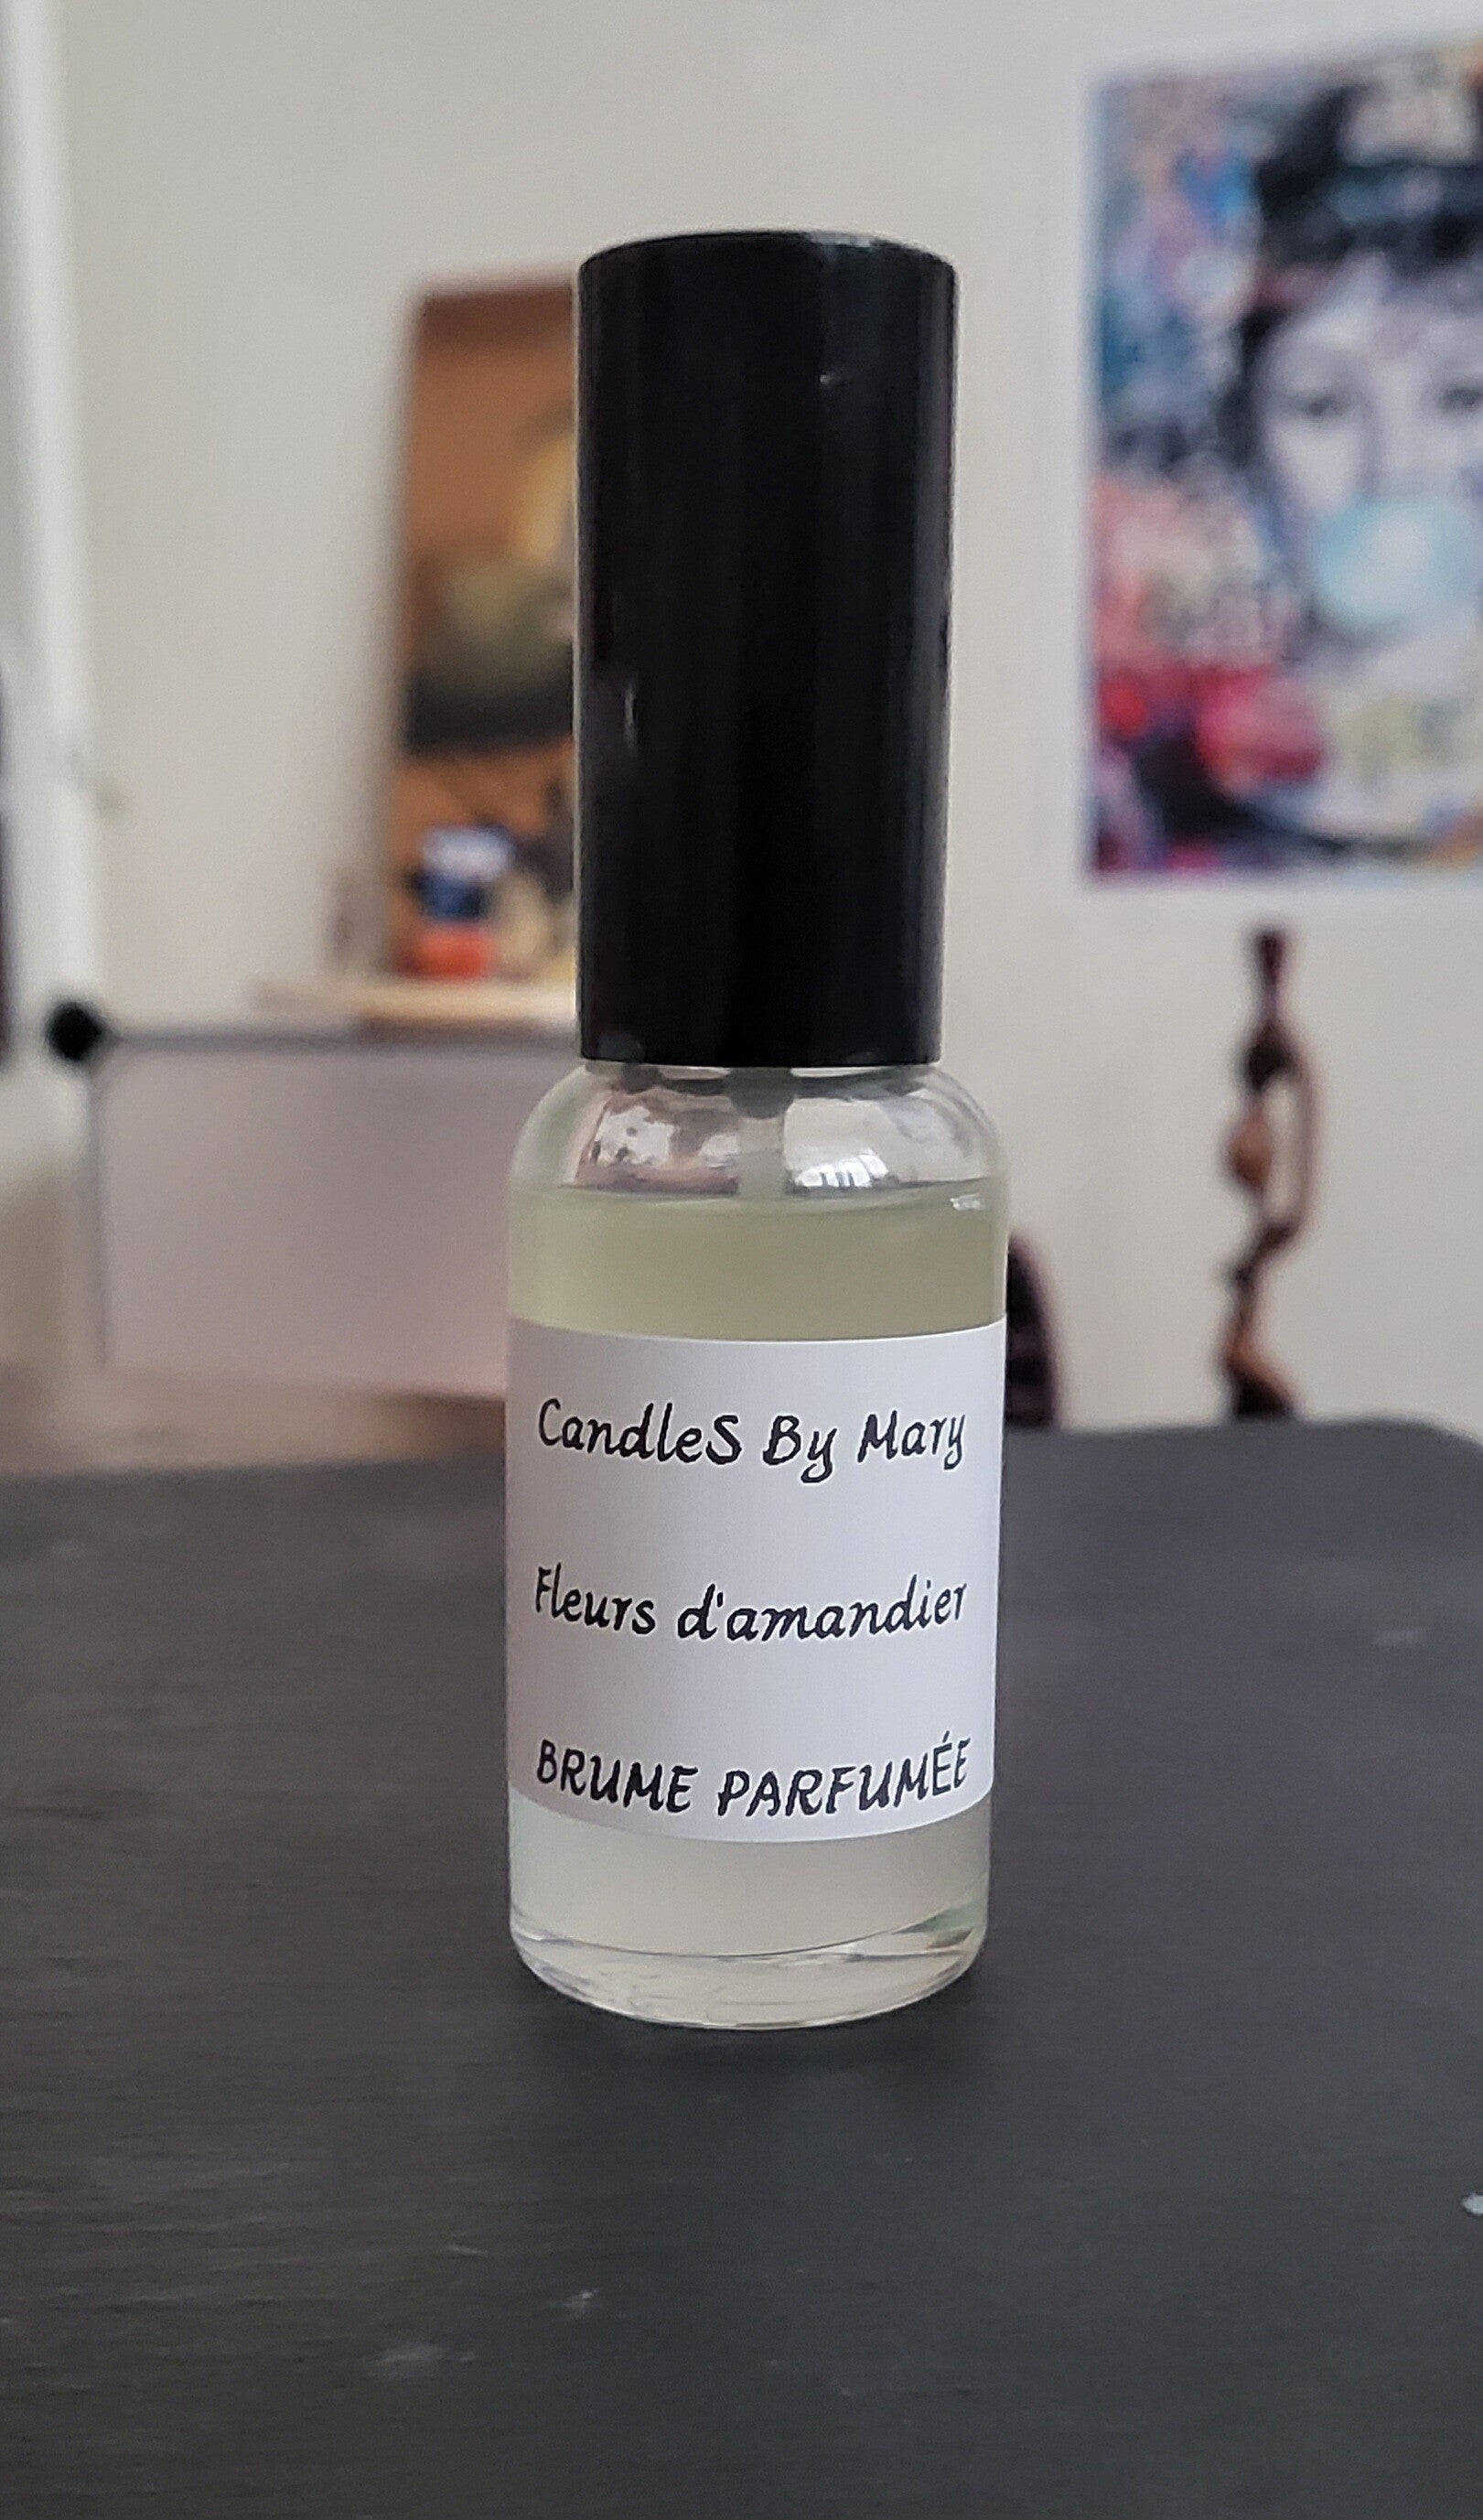 CandleS By Mary
Fleurs d'amandier
BRUME PARFUMÉE